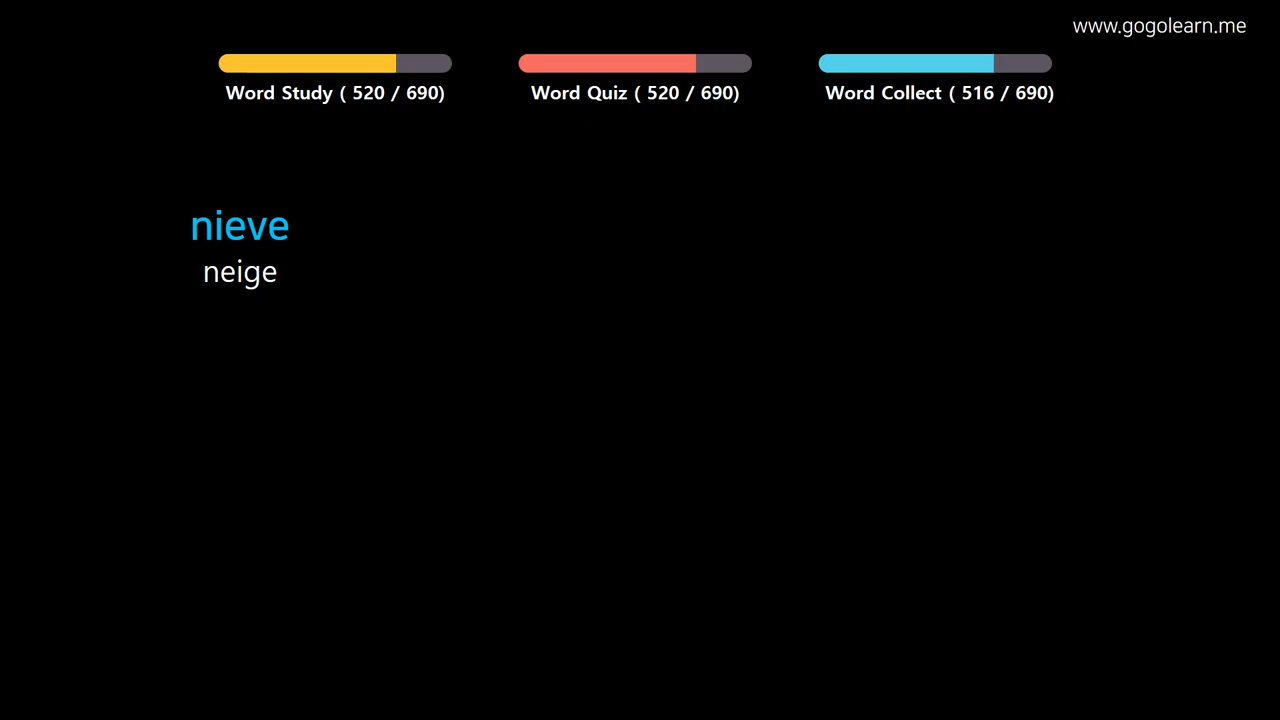 www.gogolearn.me
Word Study ( 520 / 690)
Word Quiz ( 520 / 690)
Word Collect ( 516 / 690)
nieve
neige